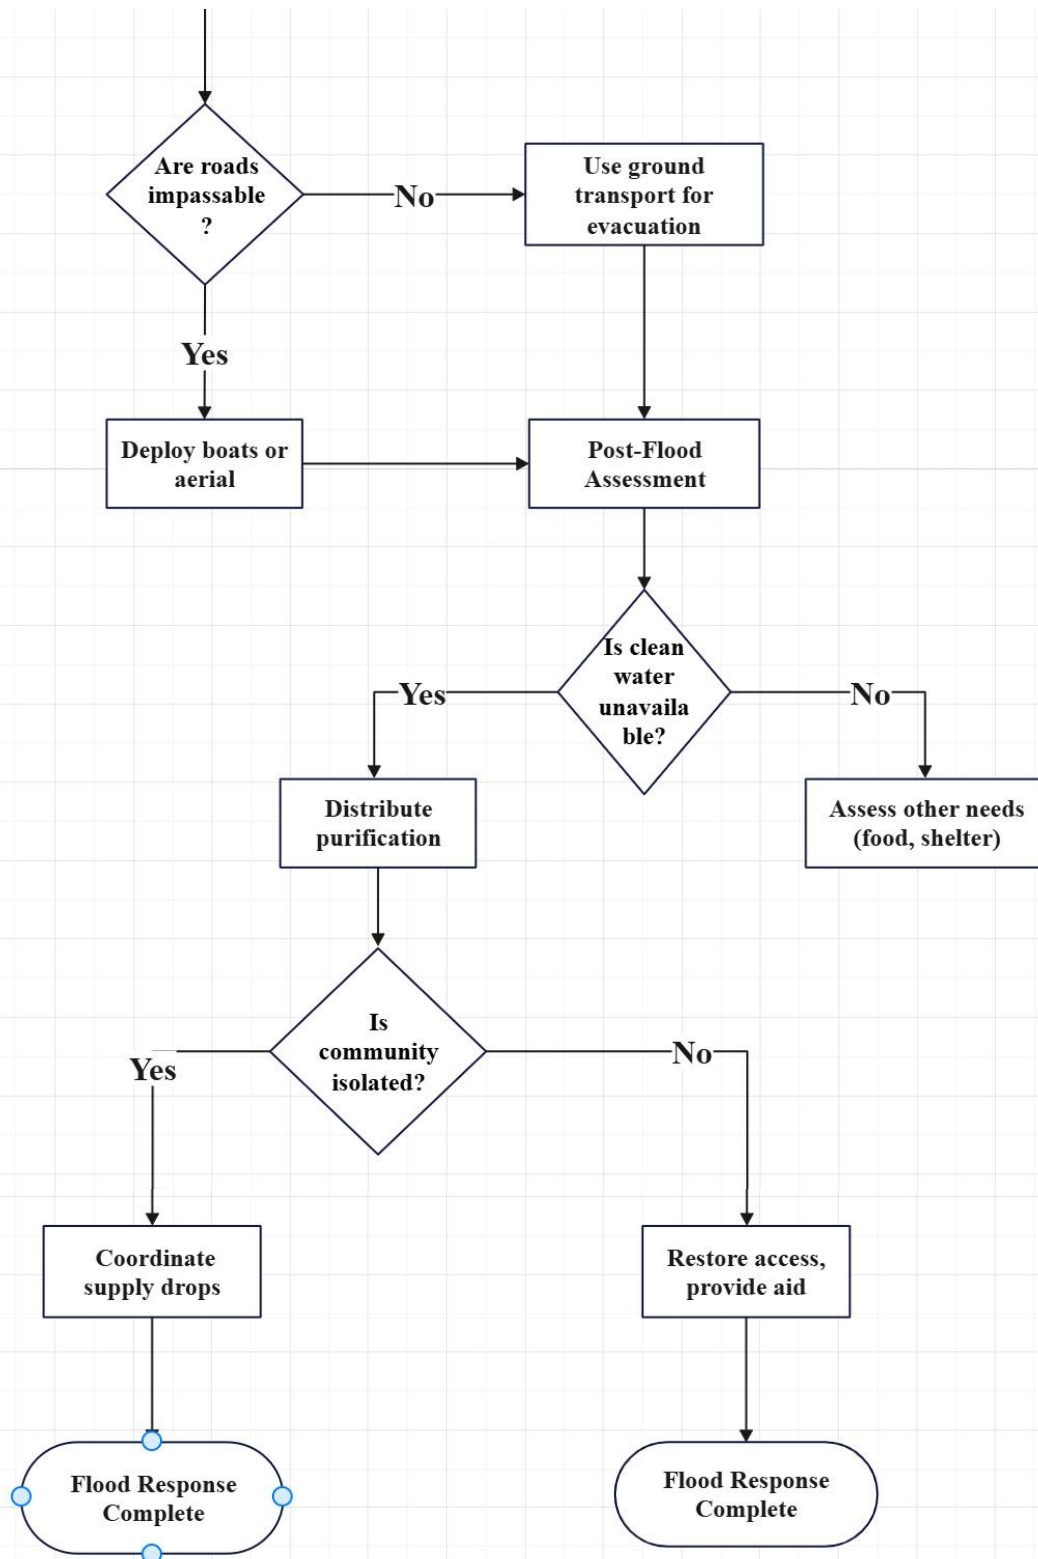 Are roads
impassable
?
No
Use ground
transport for
evacuation
Yes
Deploy boats or
aerial
Post-Flood
Assessment
Is clean
water
unavaila
ble?
Yes
No
Distribute
purification
Assess other needs
(food, shelter)
Is
community
isolated?
Yes
No
Coordinate
supply drops
Restore access,
provide aid
Flood Response
Complete
Flood Response
Complete